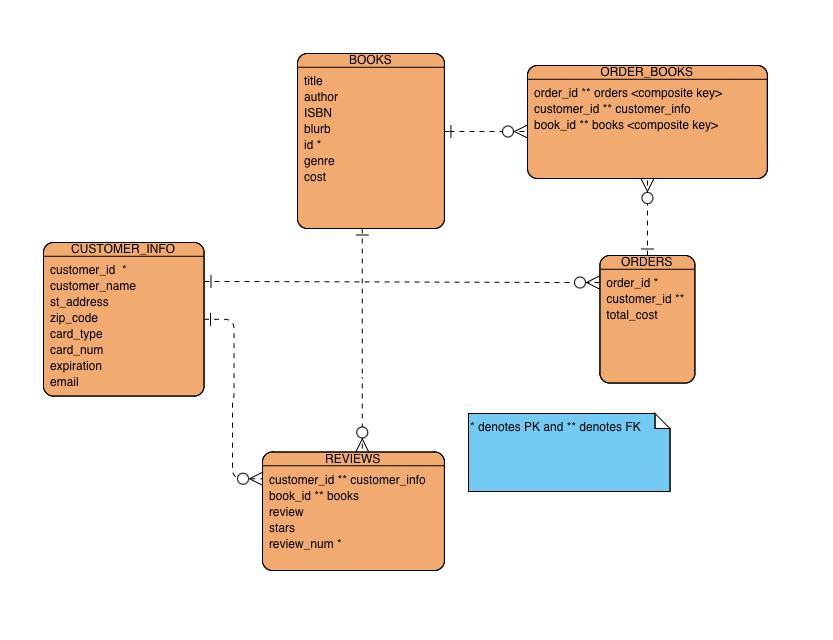 BOOKS
title
author
ISBN
blurb
id *
genre
cost
ORDER_BOOKS
order_id ** orders <composite key>
customer_id ** customer_info
book_id ** books <composite key>
CUSTOMER_INFO
customer_id *
customer_name
st_address
zip_code
card_type
card_num
expiration
email
ORDERS
order_id *
customer_id **
total_cost
* denotes PK and ** denotes FK
REVIEWS
customer_id ** customer_info
book_id ** books
review
stars
review_num *